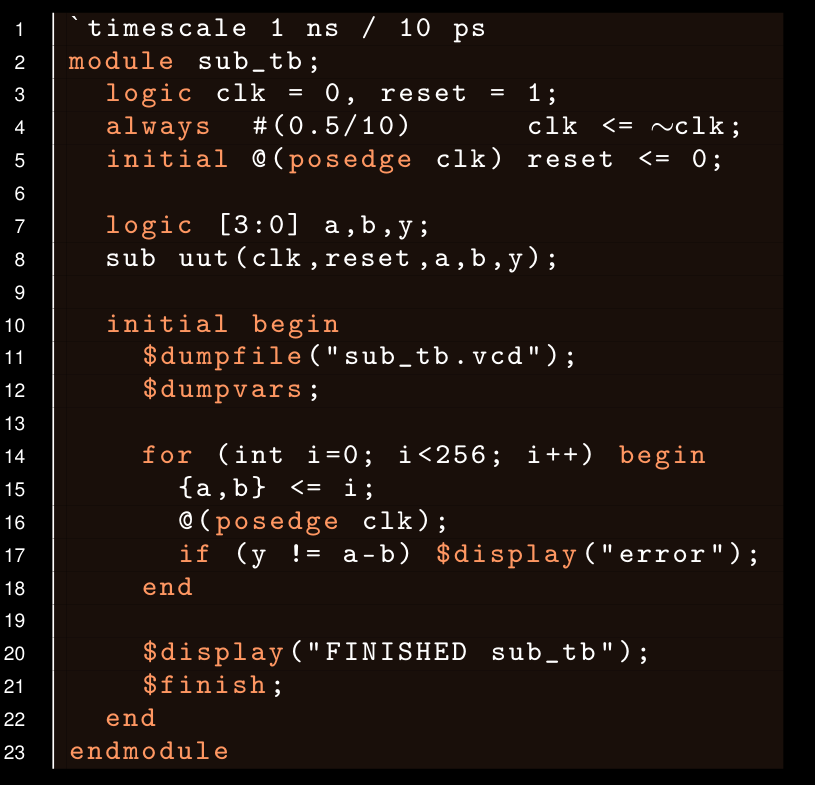 1 `timescale 1 ns / 10 ps
2 module sub_tb;
3 logic clk = 0, reset = 1;
4 always #(0.5/10) clk <= ~clk;
5 initial @(posedge clk) reset <= 0;
6
7 logic [3:0] a,b,y;
8 sub uut(clk,reset,a,b,y);
9
10 initial begin
11 $dumpfile("sub_tb.vcd");
12 $dumpvars;
13
14 for (int i=0; i<256; i++) begin
15 {a,b} <= i;
16 @(posedge clk);
17 if (y != a-b) $display("error");
18 end
19
20 $display("FINISHED sub_tb");
21 $finish;
22 end
23 endmodule